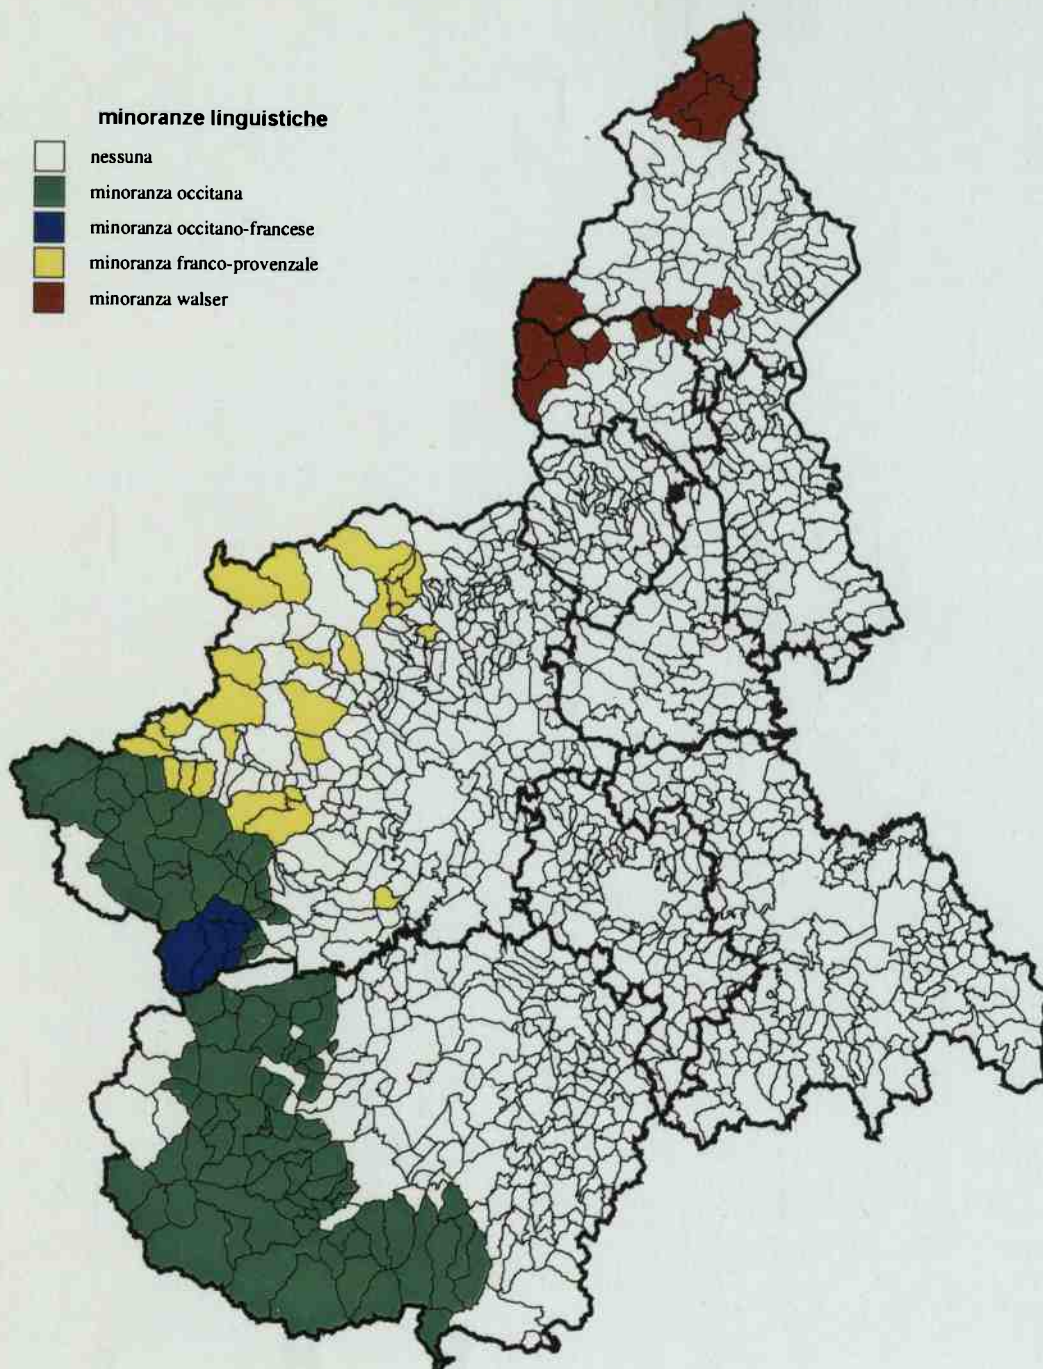 minoranze linguistiche
nessuna
minoranza occitana
minoranza occitano-francese
minoranza franco-provenzale
minoranza walser